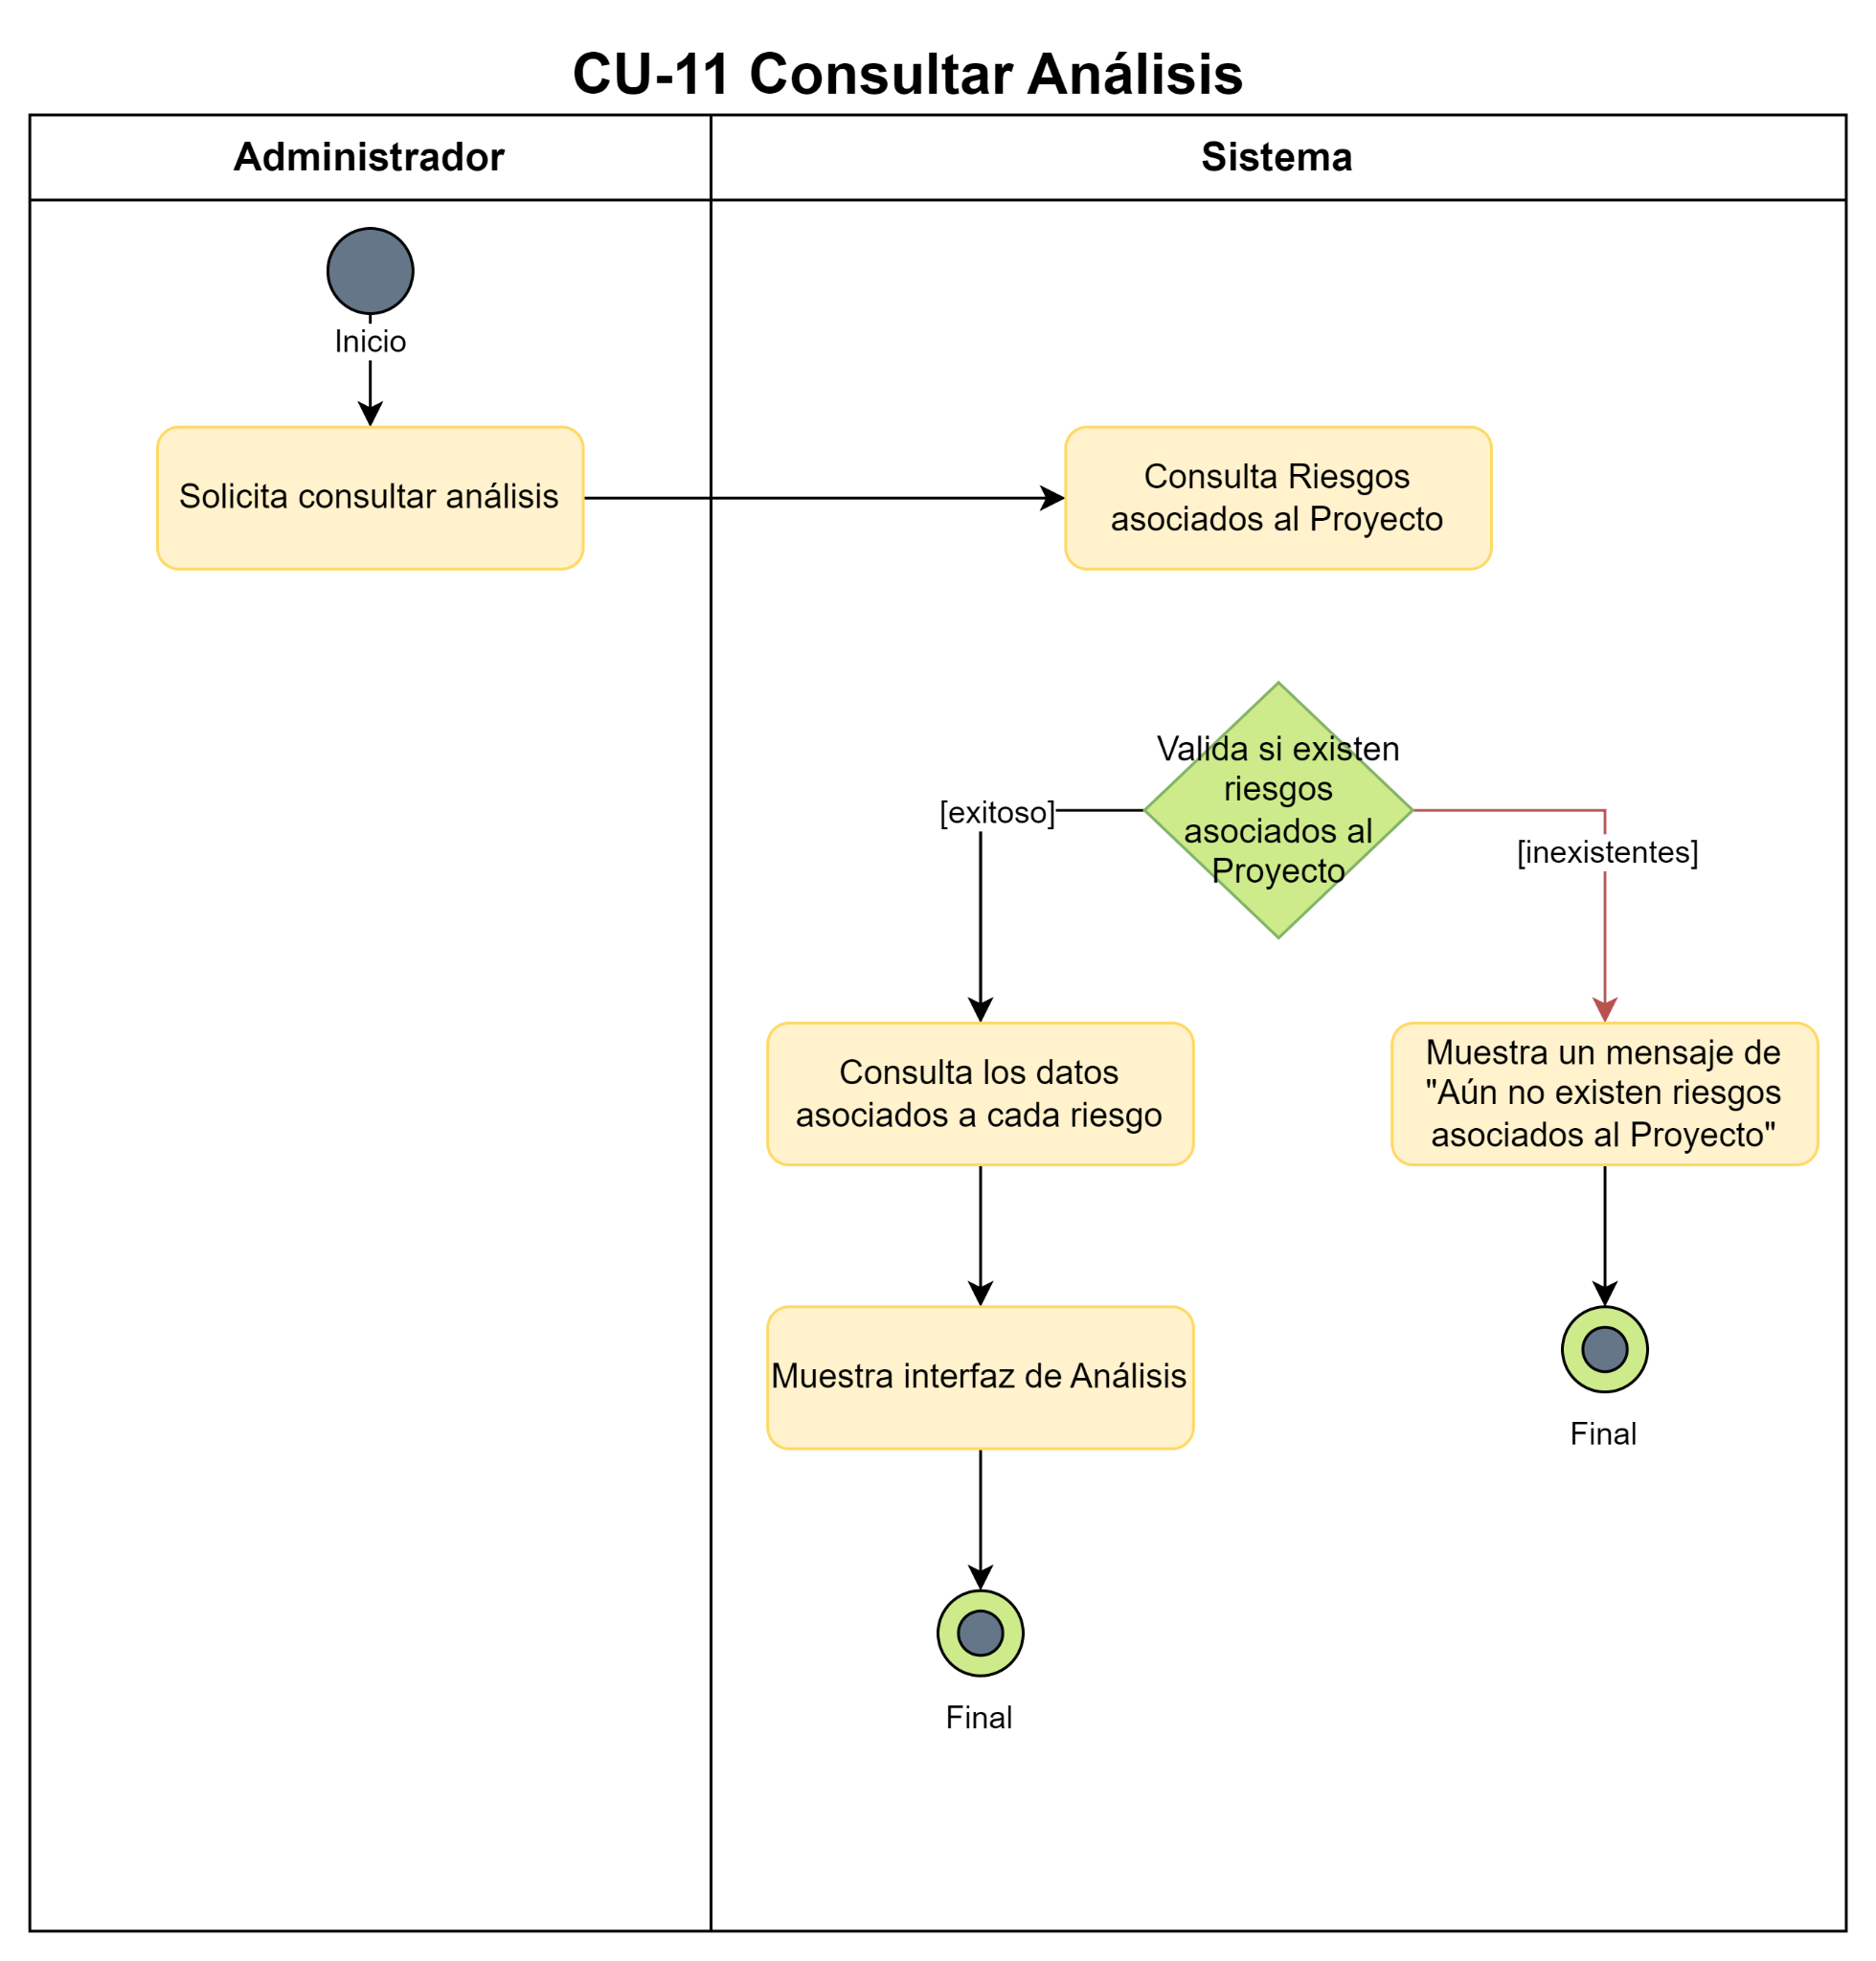 CU-11 Consultar Análisis
Administrador
Sistema
Inicio
Solicita consultar análisis
Consulta Riesgos
asociados al Proyecto
Valida si existen
riesgos
asociados al
Proyecto
[exitoso]
[inexistentes]
Consulta los datos
asociados a cada riesgo
Muestra un mensaje de
"Aún no existen riesgos
asociados al Proyecto"
Muestra interfaz de Análisis
Final
Final